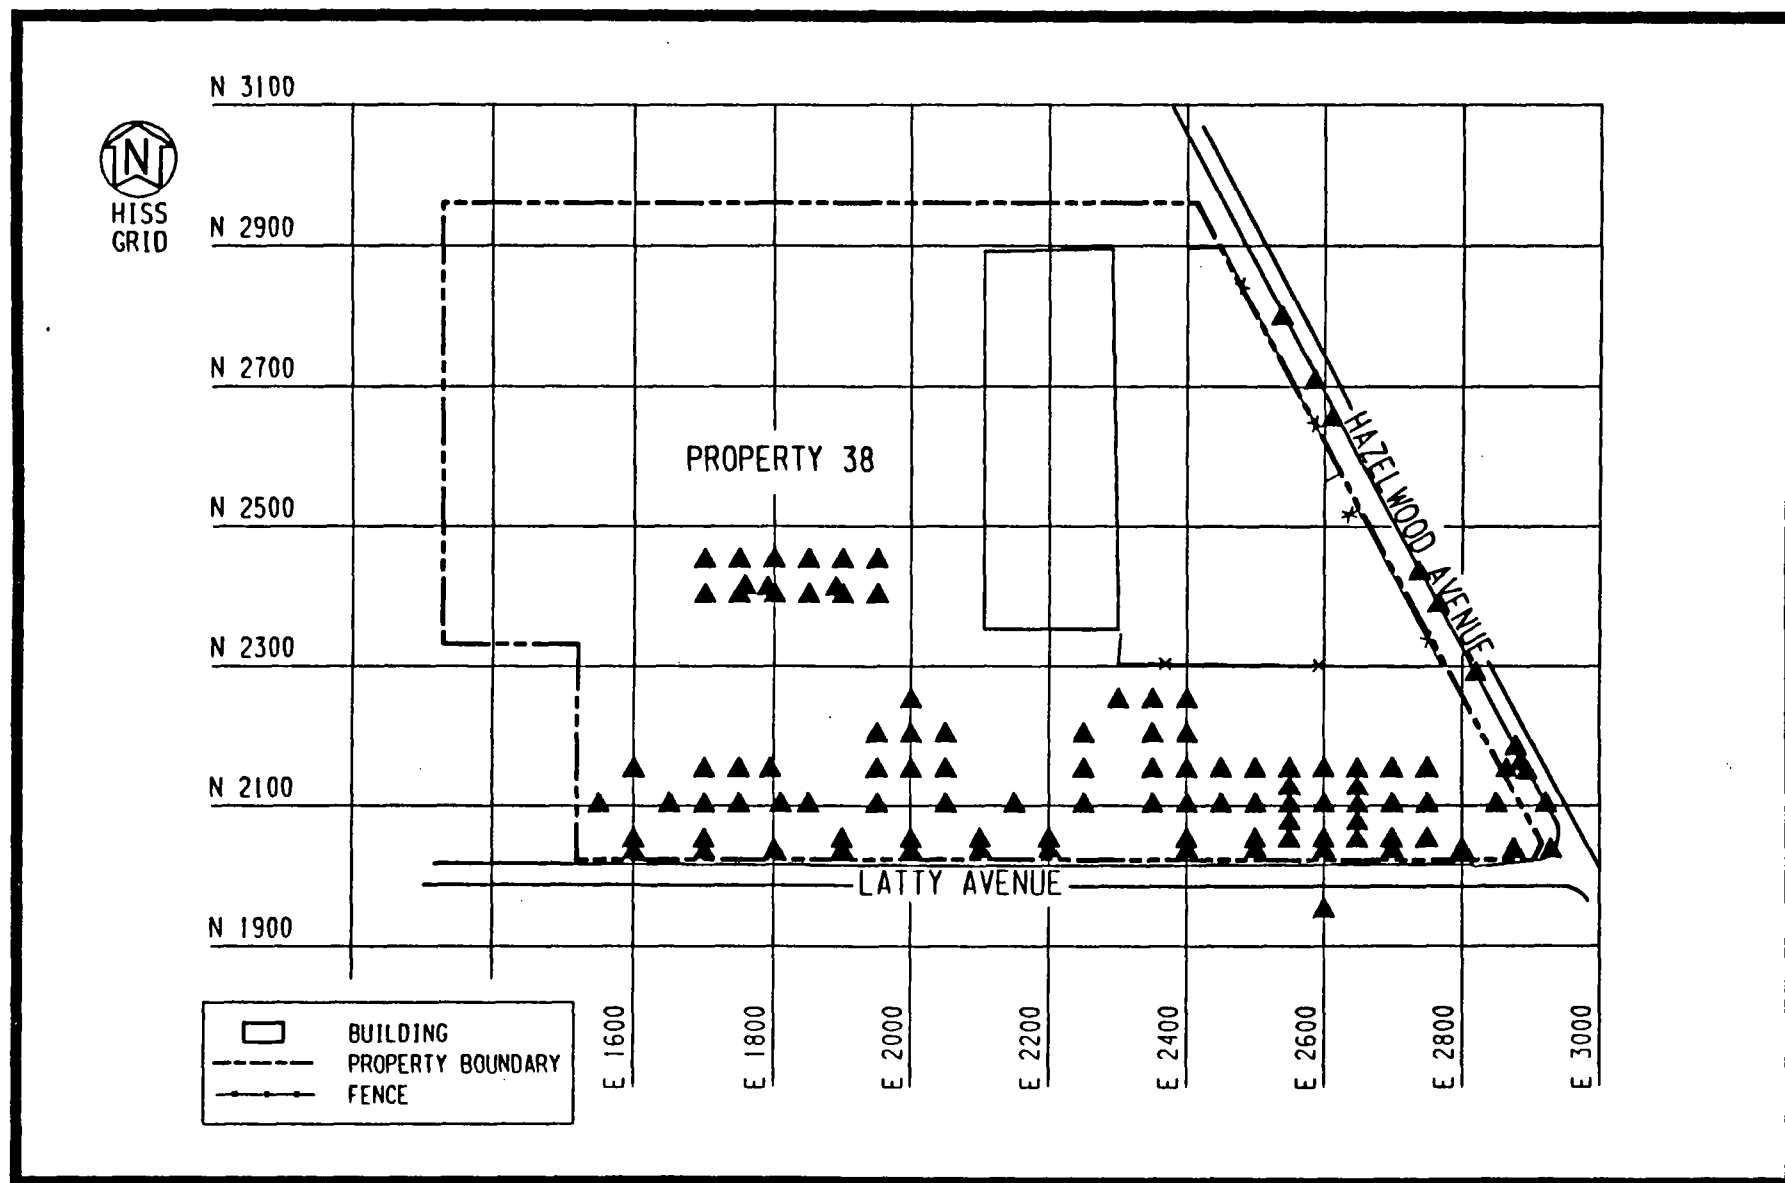 N 3100
N
HISS
GRID
N 2900
N 2700
HAZELWOOD AVENUE
PROPERTY 38
N 2500
N 2300
N 2100
LATTY AVENUE
N 1900
E 1600
E 1800
E 2000
E 2200
E 2400
E 2600
E 2800
E 3000
BUILDING
PROPERTY BOUNDARY
FENCE